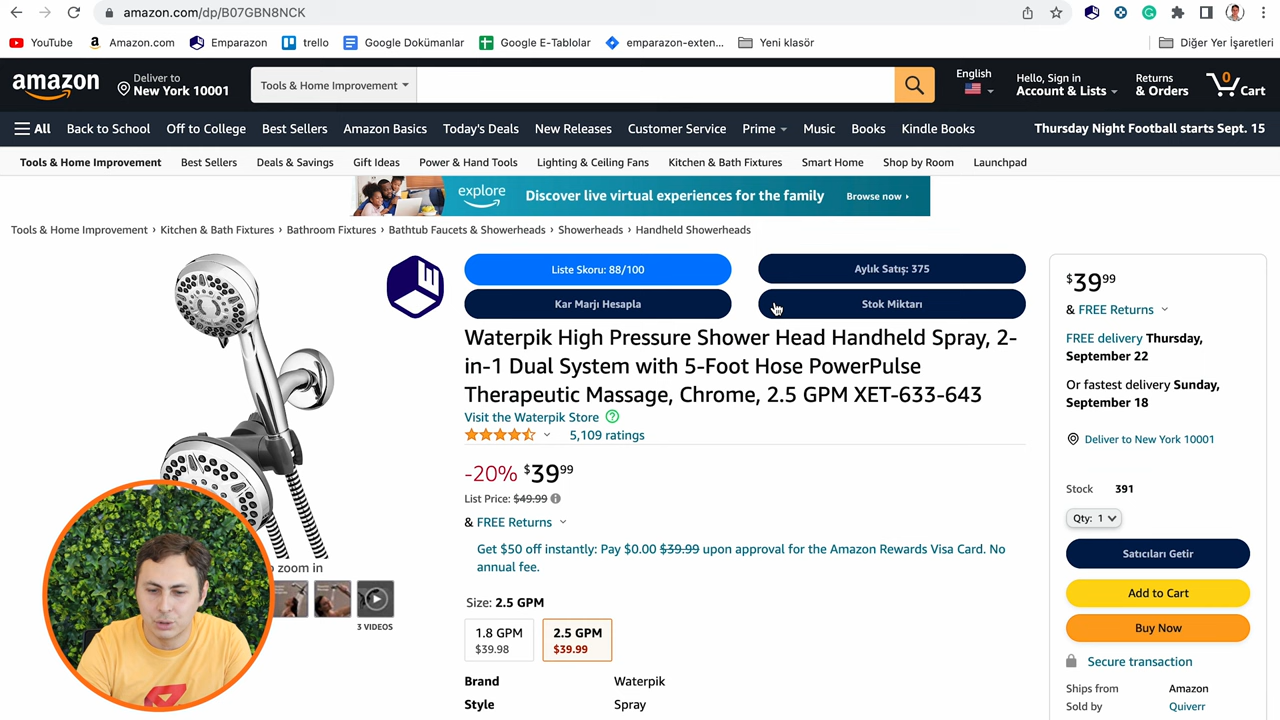 amazon.com/dp/B07GBN8NCK
YouTube
Amazon.com
Emparazon
trello
Google Dokümanlar
Google E-Tablolar
emparazon-exten...
Yeni klasör
Diğer Yer İşaretleri
amazon
Deliver to
New York 10001
Tools & Home Improvement
English
Hello, Sign in
Account & Lists
Returns
& Orders
0
Cart
All
Back to School
Off to College
Best Sellers
Amazon Basics
Today's Deals
New Releases
Customer Service
Prime
Music
Books
Kindle Books
Thursday Night Football starts Sept. 15
Tools & Home Improvement
Best Sellers
Deals & Savings
Gift Ideas
Power & Hand Tools
Lighting & Ceiling Fans
Kitchen & Bath Fixtures
Smart Home
Shop by Room
Launchpad
explore
Discover live virtual experiences for the family
Browse now ›
Tools & Home Improvement › Kitchen & Bath Fixtures › Bathroom Fixtures › Bathtub Faucets & Showerheads › Showerheads › Handheld Showerheads
Liste Skoru: 88/100
Aylık Satış: 375
Kar Marjı Hesapla
Stok Miktarı
Waterpik High Pressure Shower Head Handheld Spray, 2-
in-1 Dual System with 5-Foot Hose PowerPulse
Therapeutic Massage, Chrome, 2.5 GPM XET-633-643
Visit the Waterpik Store
5,109 ratings
-20% $39.99
List Price: $49.99
& FREE Returns
Get $50 off instantly: Pay $0.00 $39.99 upon approval for the Amazon Rewards Visa Card. No
annual fee.
Size: 2.5 GPM
1.8 GPM
$39.98
2.5 GPM
$39.99
Brand Waterpik
Style Spray
o zoom in
3 VIDEOS
$39.99
& FREE Returns
FREE delivery Thursday,
September 22
Or fastest delivery Sunday,
September 18
Deliver to New York 10001
Stock 391
Qty: 1
Satıcıları Getir
Add to Cart
Buy Now
Secure transaction
Ships from Amazon
Sold by Quiverr